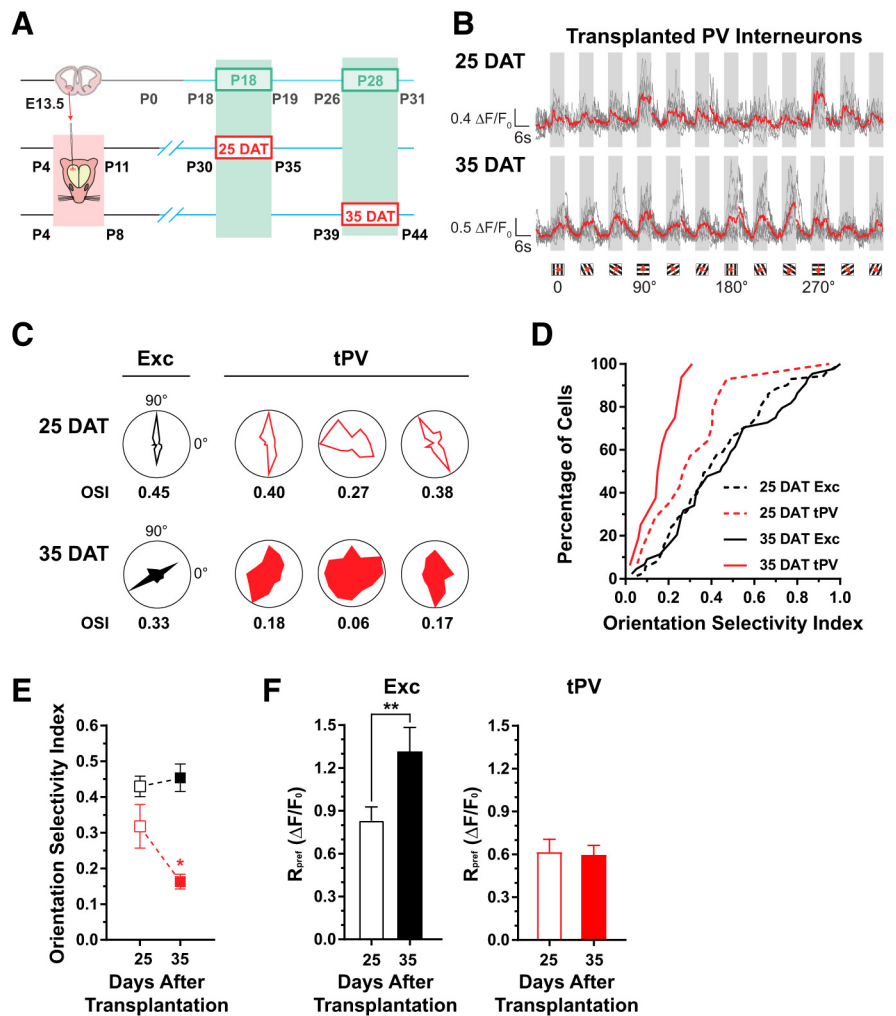 A
P18
P28
E13.5
P0
P18
P19
P26
P31
25 DAT
P4
P11
P30
P35
35 DAT
P4
P8
P39
P44
B
Transplanted PV Interneurons
25 DAT
0.4 ΔF/F₀
6s
35 DAT
0.5 ΔF/F₀
6s
0 90° 180° 270°
C
Exc tPV
90°
25 DAT
0°
OSI 0.45 0.40 0.27 0.38
90°
35 DAT
0°
OSI 0.33 0.18 0.06 0.17
D
Percentage of Cells
100
80
60
40
20
0
25 DAT Exc
25 DAT tPV
35 DAT Exc
35 DAT tPV
0.0 0.2 0.4 0.6 0.8 1.0
Orientation Selectivity Index
E
Orientation Selectivity Index
0.6
0.5
0.4
0.3
0.2
0.1
0.0
*
25 35
Days After
Transplantation
F
Exc
R_pref (ΔF/F₀)
1.5
1.2
0.9
0.6
0.3
0.0
**
25 35
Days After
Transplantation
tPV
R_pref (ΔF/F₀)
1.5
1.2
0.9
0.6
0.3
0.0
25 35
Days After
Transplantation